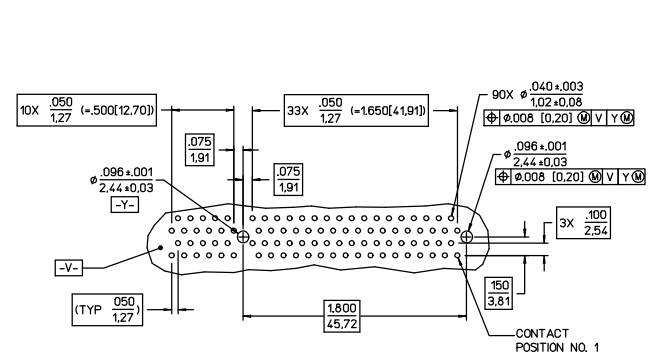 10X .050 / 1,27 (=.500[12,70])
33X .050 / 1,27 (=1.650[41,91])
90X ⌀ .040±.003 / 1,02±0,08
⌖ ⌀.008 [0,20] Ⓜ V Y Ⓜ
.075 / 1,91
.075 / 1,91
⌀ .096±.001 / 2,44±0,03
-Y-
⌀ .096±.001 / 2,44±0,03
⌖ ⌀.008 [0,20] Ⓜ V Y Ⓜ
3X .100 / 2,54
-V-
(TYP .050 / 1,27)
1.800 / 45,72
.150 / 3,81
CONTACT
POSITION NO. 1